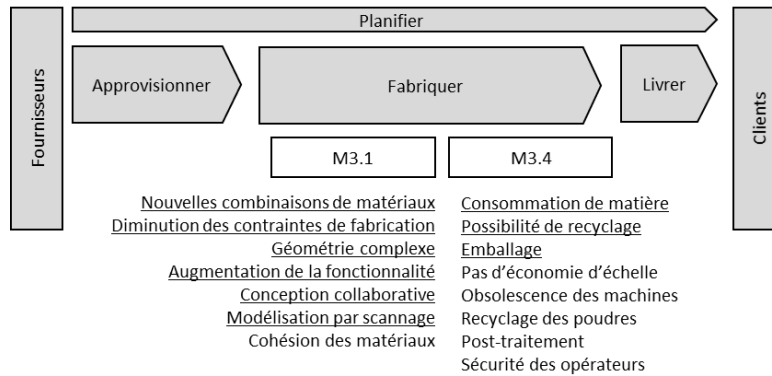 Planifier
Fournisseurs
Approvisionner
Fabriquer
Livrer
Clients
M3.1
M3.4
Nouvelles combinaisons de matériaux
Diminution des contraintes de fabrication
Géométrie complexe
Augmentation de la fonctionnalité
Conception collaborative
Modélisation par scannage
Cohésion des matériaux
Consommation de matière
Possibilité de recyclage
Emballage
Pas d'économie d'échelle
Obsolescence des machines
Recyclage des poudres
Post-traitement
Sécurité des opérateurs